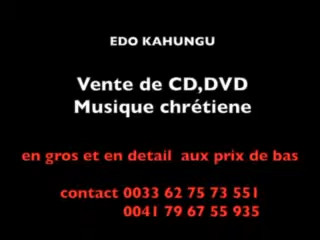 EDO KAHUNGU
Vente de CD,DVD
Musique chrétiene
en gros et en detail aux prix de bas
contact 0033 62 75 73 551
0041 79 67 55 935